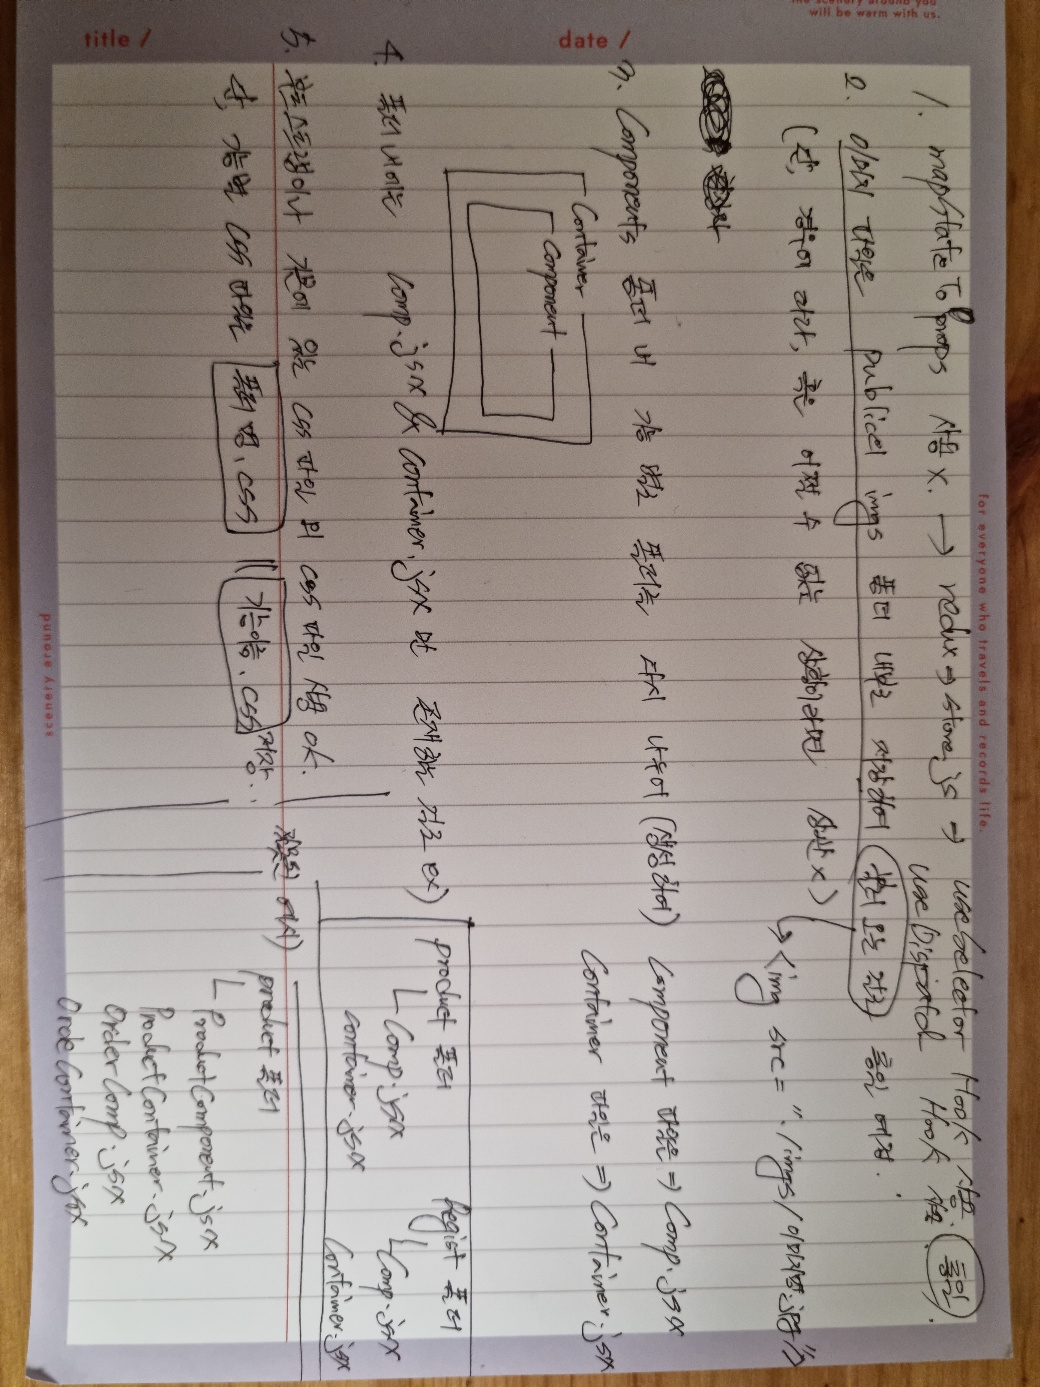 for everyone who travels and records life.
1. mapStateToprops 사용 x. → redux → store.js → useSelector Hook 사용. 통일
useDispatch Hook 사용.
2. 이미지 파일은 public의 imgs 폴더 내부로 저장하여 불러 오는 걸로 통일 예정.
(단, 경우에 따라, 혹은 어쩔 수 없는 상황이라면 상관 x)
→ <img src = "./imgs/이미지명.jpg"/>
3. Components 폴더 내 기능 별로 폴더를 다시 나누어 (생성하여) Component 파일은 ⇒ Comp.jsx
Container 파일은 ⇒ Container.jsx
Container
Component
4. 폴더 내에는 Comp.jsx & Container.jsx 만 존재하는 걸로 ex)
product 폴더
└ Comp.jsx
container.jsx
Regist 폴더
└ Comp.jsx
Container.jsx
5. 부트스트랩이나 기존에 있는 css 파일 외 css 파일 사용 ok.
단, 기능별 css 파일은 폴더 명.css || 기능이름.css 저장.
잘못된 예시)
product 폴더
└ ProductComponent.jsx
ProductContainer.jsx
OrderComp.jsx
OrdeContainer.jsx
date /
title /
scenery around
will be warm with us.